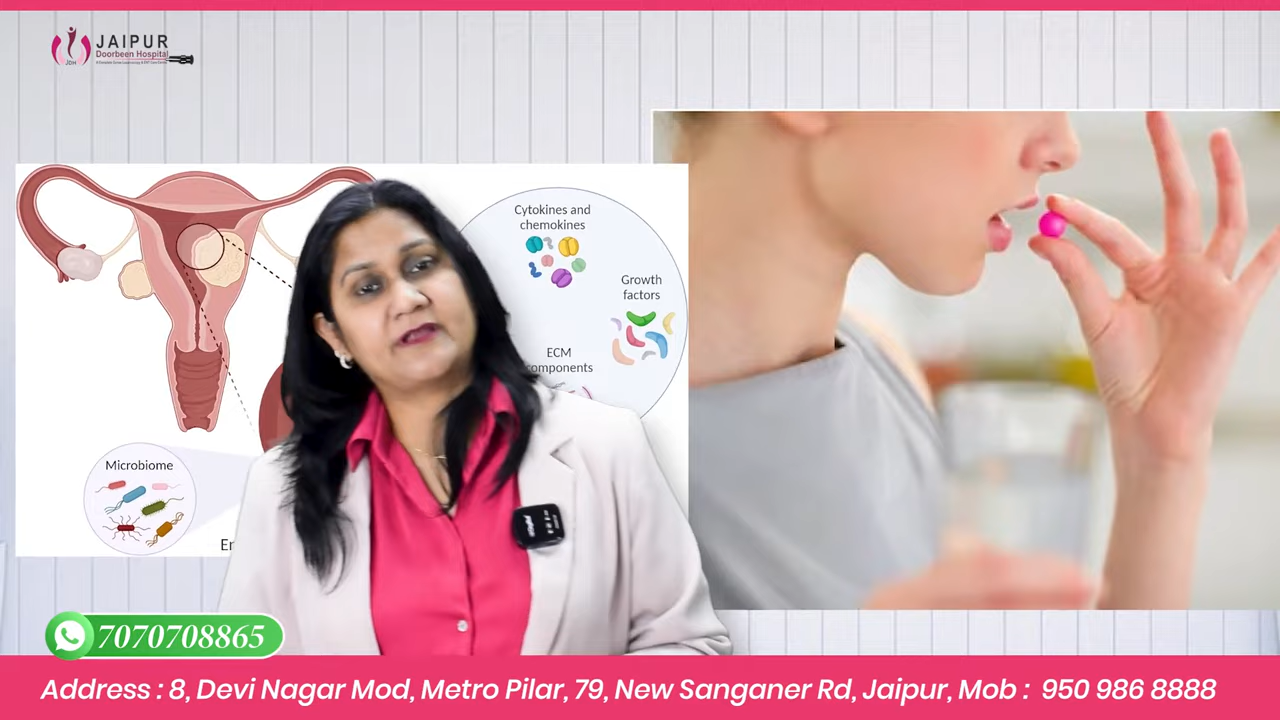 JAIPUR
Doorbeen Hospital
JDH
Cytokines and
chemokines
Growth
factors
ECM
components
Microbiome
7070708865
Address : 8, Devi Nagar Mod, Metro Pilar, 79, New Sanganer Rd, Jaipur, Mob : 950 986 8888